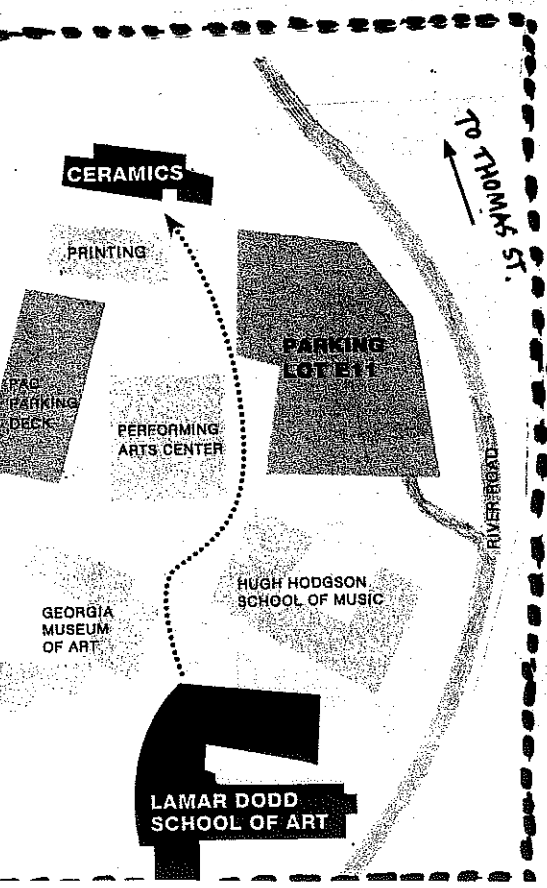 TO THOMAS ST.
CERAMICS
PRINTING
PARKING
LOT E11
PAC
PARKING
DECK
PERFORMING
ARTS CENTER
RIVER ROAD
HUGH HODGSON
SCHOOL OF MUSIC
GEORGIA
MUSEUM
OF ART
LAMAR DODD
SCHOOL OF ART